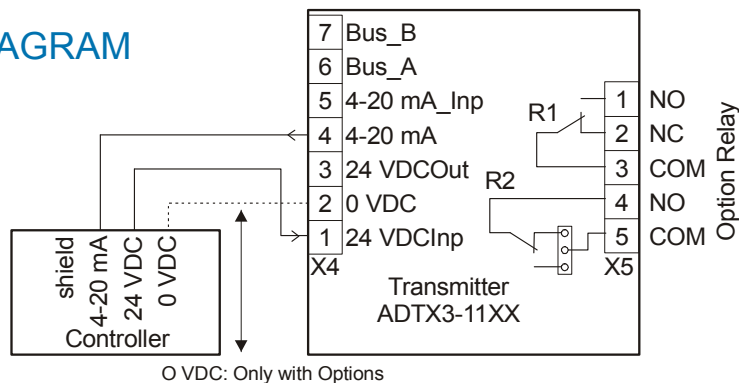 AGRAM
7 Bus_B
6 Bus_A
5 4-20 mA_Inp
4 4-20 mA
3 24 VDCOut
2 0 VDC
1 24 VDCInp
X4
R1
R2
1 NO
2 NC
3 COM
4 NO
5 COM
X5
Option Relay
Transmitter
ADTX3-11XX
shield
4-20 mA
24 VDC
0 VDC
Controller
O VDC: Only with Options